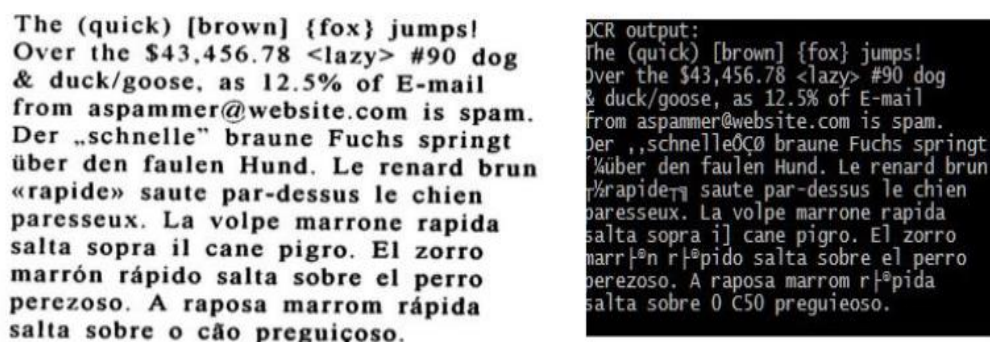 The (quick) [brown] {fox} jumps!
Over the $43,456.78 <lazy> #90 dog
& duck/goose, as 12.5% of E-mail
from aspammer@website.com is spam.
Der „schnelle” braune Fuchs springt
über den faulen Hund. Le renard brun
«rapide» saute par-dessus le chien
paresseux. La volpe marrone rapida
salta sopra il cane pigro. El zorro
marrón rápido salta sobre el perro
perezoso. A raposa marrom rápida
salta sobre o cão preguiçoso.
OCR output:
The (quick) [brown] {fox} jumps!
Over the $43,456.78 <lazy> #90 dog
& duck/goose, as 12.5% of E-mail
from aspammer@website.com is spam.
Der ,,schnelleÔÇØ braune Fuchs springt
├╝über den faulen Hund. Le renard brun
┬½rapide┬╗ saute par-dessus le chien
paresseux. La volpe marrone rapida
salta sopra i] cane pigro. El zorro
marr├®n r├®pido salta sobre el perro
perezoso. A raposa marrom r├®pida
salta sobre 0 C50 preguieoso.